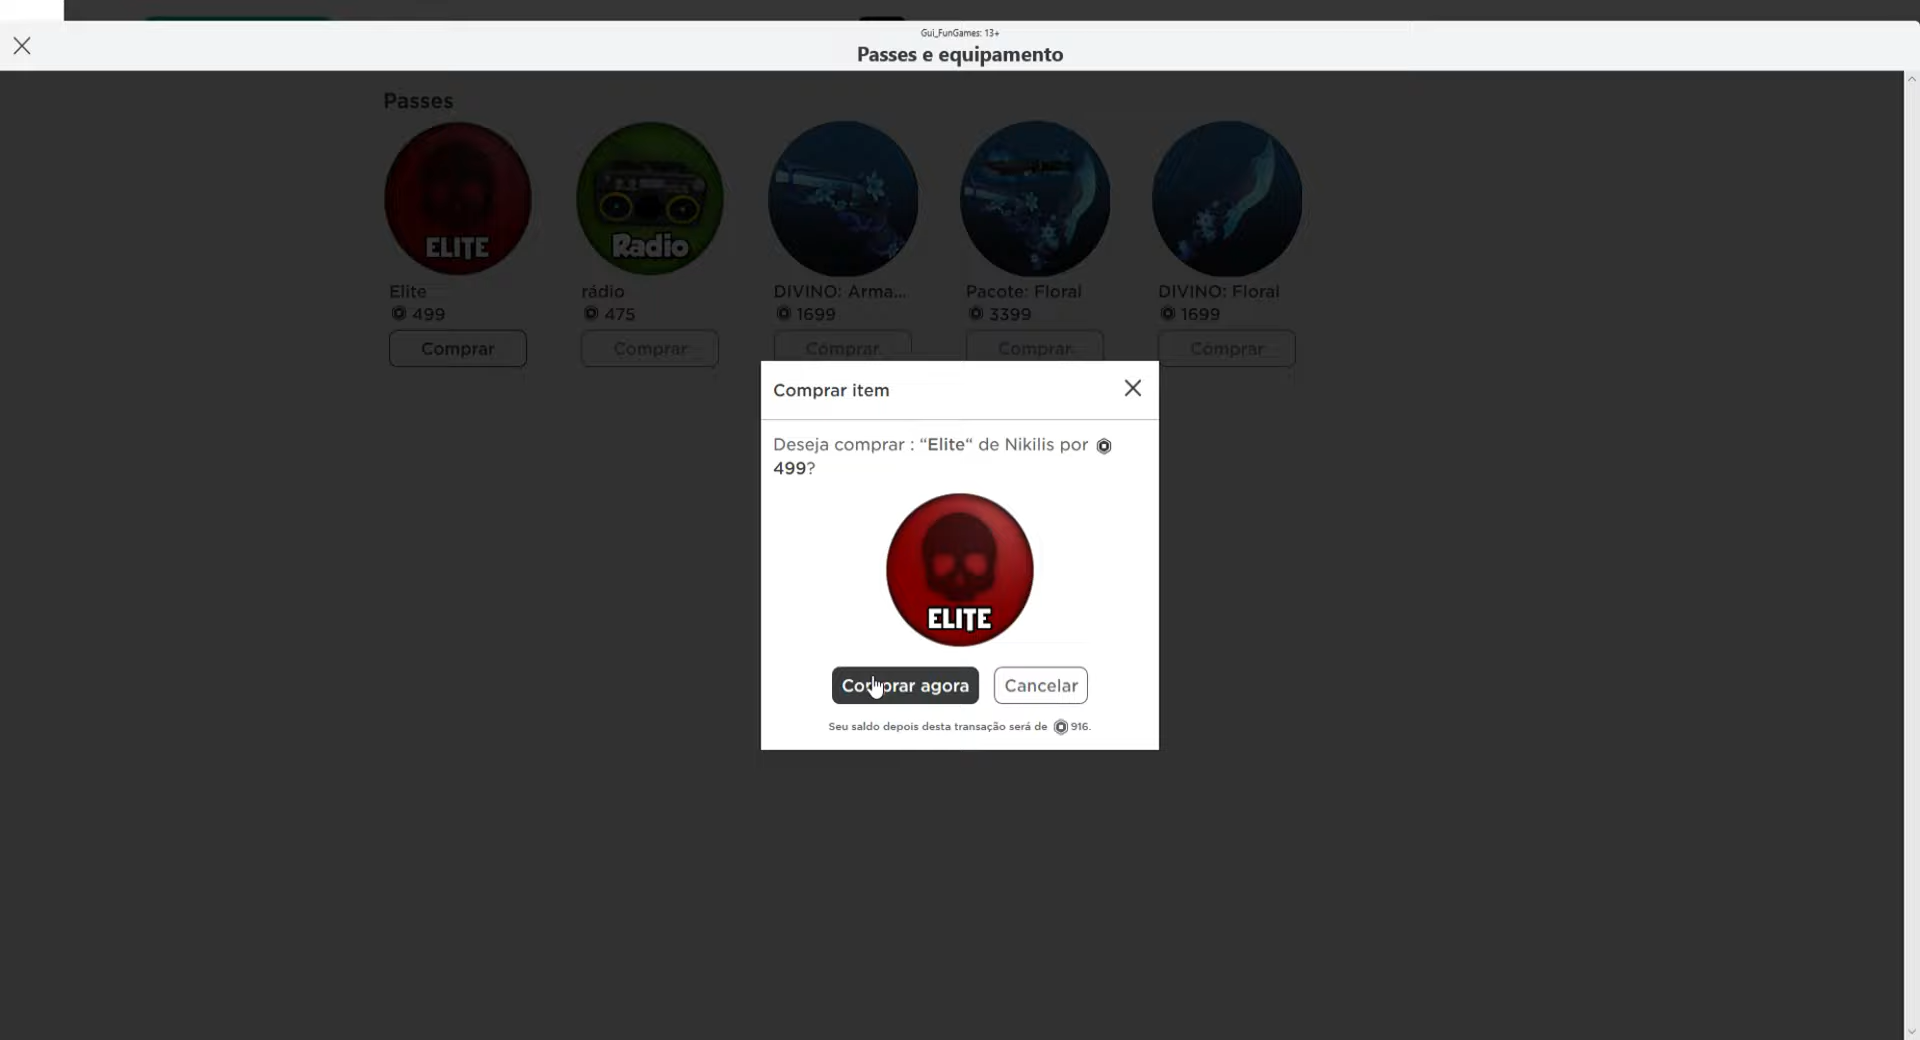 Gui_FunGames: 13+
Passes e equipamento
Passes
ELITE
Radio
Elite
rádio
DIVINO: Arma...
Pacote: Floral
DIVINO: Floral
499
475
1699
3399
1699
Comprar
Comprar
Comprar
Comprar
Comprar
Comprar item
Deseja comprar : “Elite“ de Nikilis por
499?
ELITE
Comprar agora
Cancelar
Seu saldo depois desta transação será de 916.